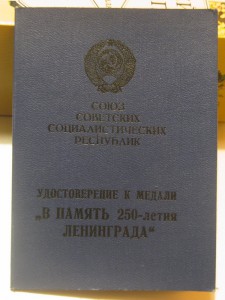 СОЮЗ
СОВЕТСКИХ
СОЦИАЛИСТИЧЕСКИХ
РЕСПУБЛИК
УДОСТОВЕРЕНИЕ К МЕДАЛИ
„В ПАМЯТЬ 250-летия
ЛЕНИНГРАДА“